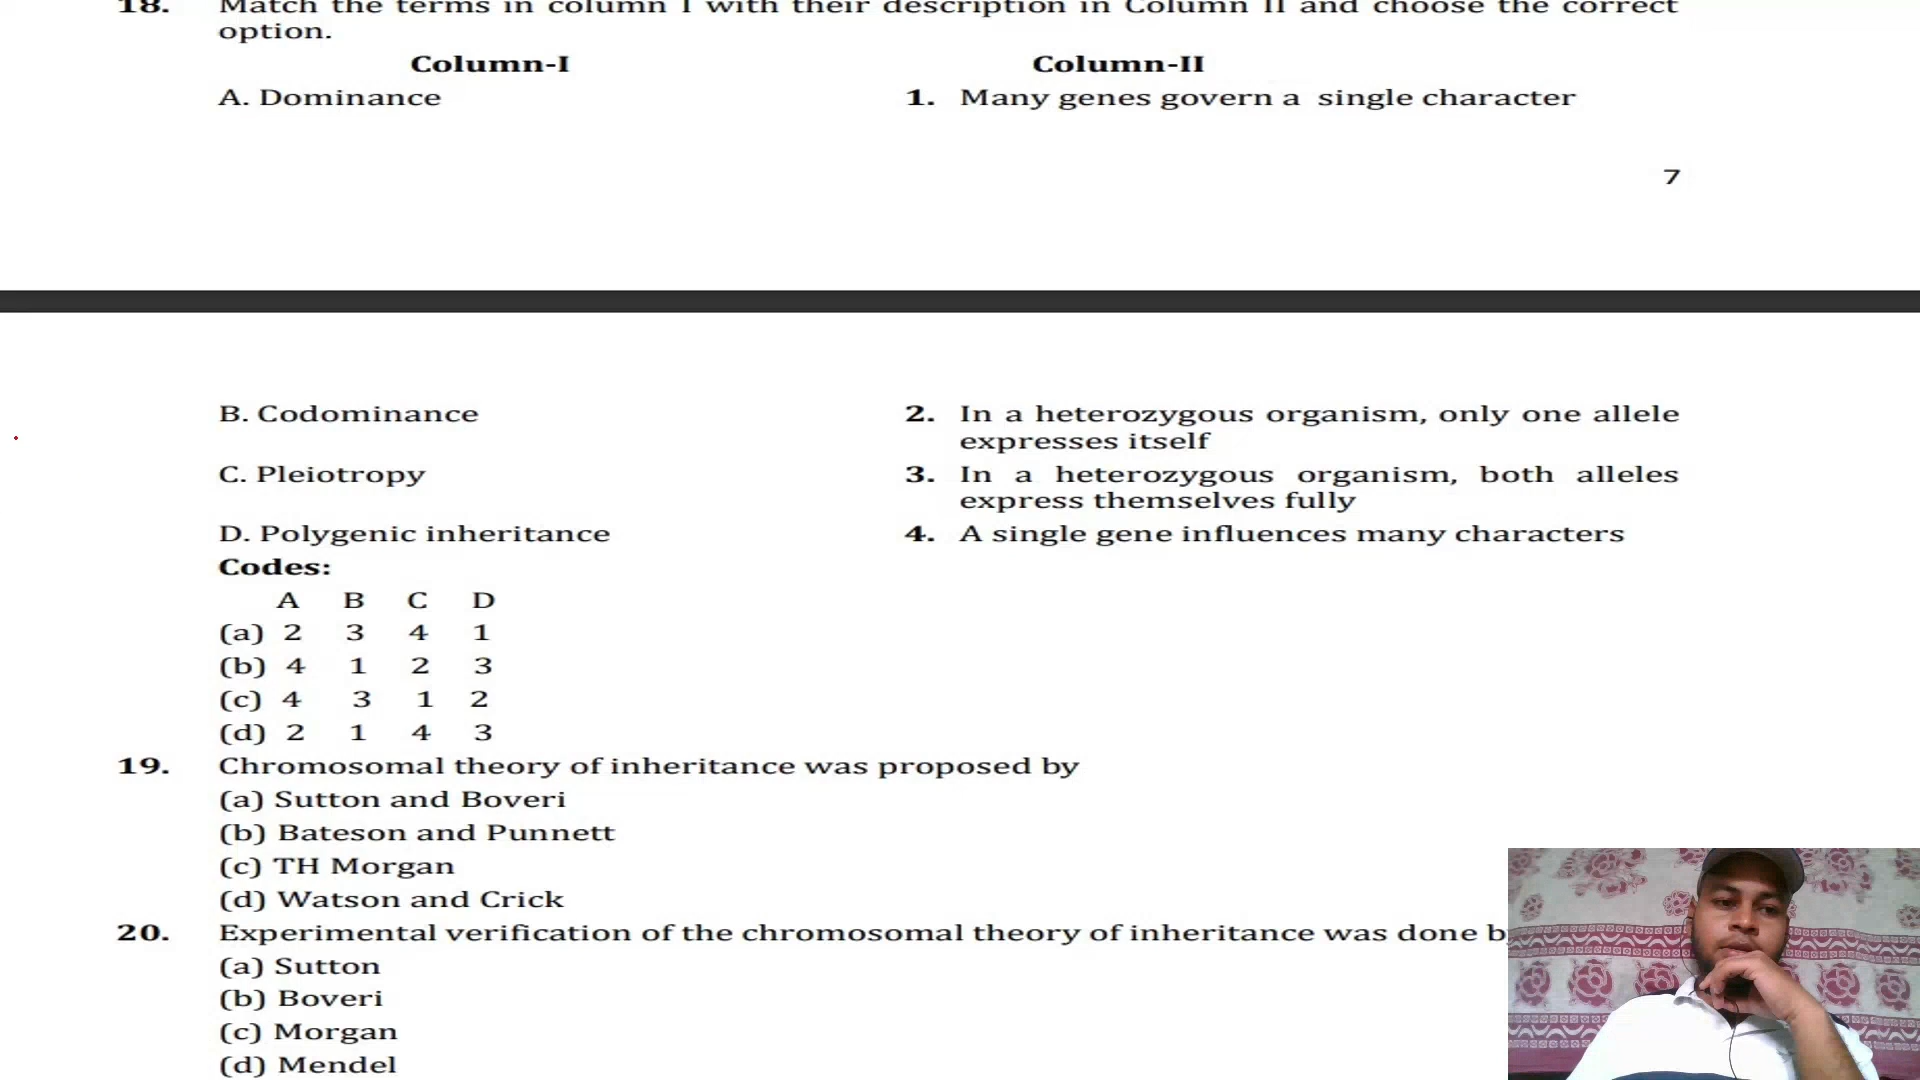 18. Match the terms in column I with their description in Column II and choose the correct
option.
Column-I Column-II
A. Dominance 1. Many genes govern a single character
7
B. Codominance 2. In a heterozygous organism, only one allele
expresses itself
C. Pleiotropy 3. In a heterozygous organism, both alleles
express themselves fully
D. Polygenic inheritance 4. A single gene influences many characters
Codes:
A B C D
(a) 2 3 4 1
(b) 4 1 2 3
(c) 4 3 1 2
(d) 2 1 4 3
19. Chromosomal theory of inheritance was proposed by
(a) Sutton and Boveri
(b) Bateson and Punnett
(c) TH Morgan
(d) Watson and Crick
20. Experimental verification of the chromosomal theory of inheritance was done b
(a) Sutton
(b) Boveri
(c) Morgan
(d) Mendel